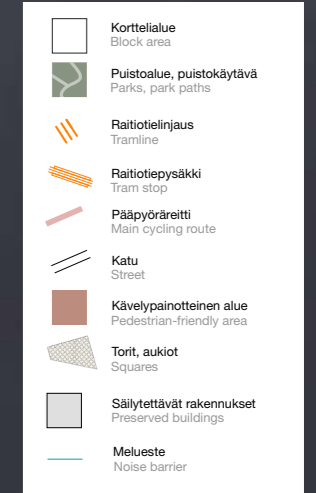 Korttelialue
Block area
Puistoalue, puistokäytävä
Parks, park paths
Raitiotielinjaus
Tramline
Raitiotiepysäkki
Tram stop
Pääpyöräreitti
Main cycling route
Katu
Street
Kävelypainotteinen alue
Pedestrian-friendly area
Torit, aukiot
Squares
Säilytettävät rakennukset
Preserved buildings
Melueste
Noise barrier